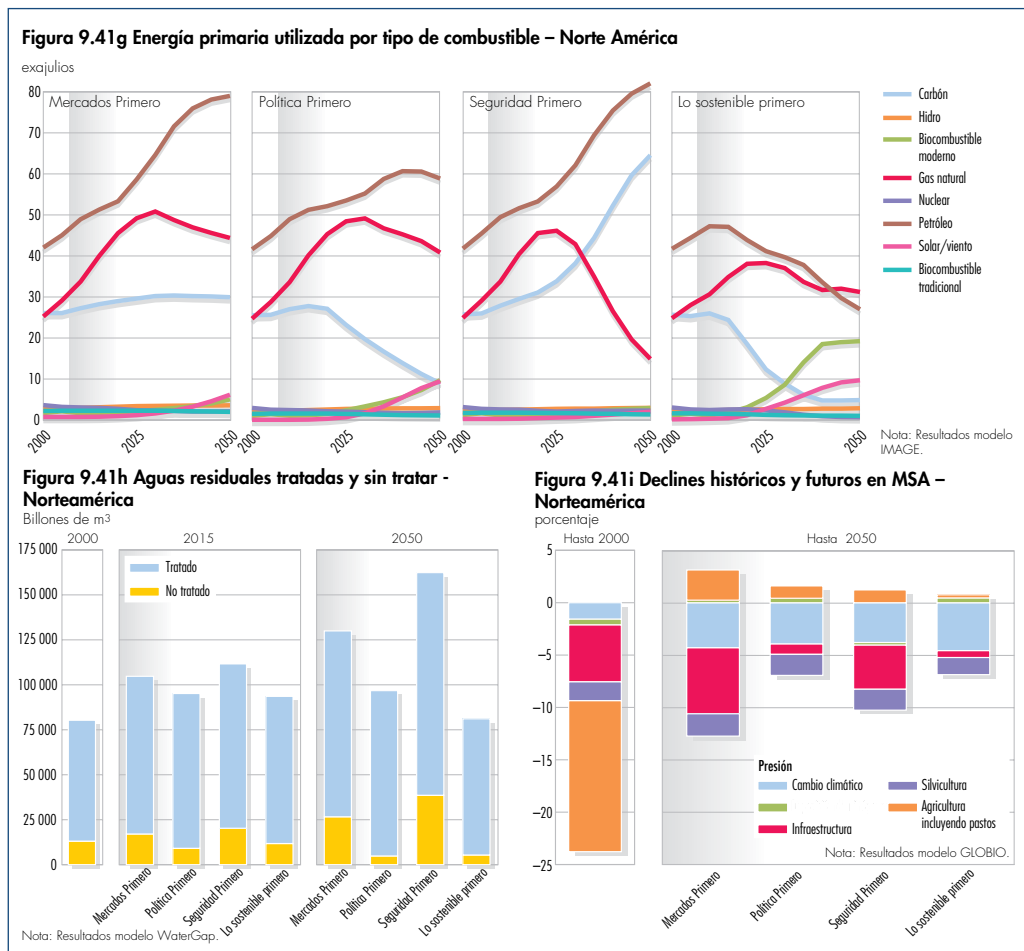 Figura 9.41g Energía primaria utilizada por tipo de combustible – Norte América
exajulios
80
70
60
50
40
30
20
10
0
Mercados Primero
Política Primero
Seguridad Primero
Lo sostenible primero
2000
2025
2050
2000
2025
2050
2000
2025
2050
2000
2025
2050
Carbón
Hidro
Biocombustible
moderno
Gas natural
Nuclear
Petróleo
Solar/viento
Biocombustible
tradicional
Nota: Resultados modelo
IMAGE.
Figura 9.41h Aguas residuales tratadas y sin tratar -
Norteamérica
Billones de m3
2000
2015
2050
175 000
150 000
125 000
100 000
75 000
50 000
25 000
0
Tratado
No tratado
Mercados Primero
Política Primero
Seguridad Primero
Lo sostenible primero
Mercados Primero
Política Primero
Seguridad Primero
Lo sostenible primero
Nota: Resultados modelo WaterGap.
Figura 9.41i Declines históricos y futuros en MSA –
Norteamérica
porcentaje
Hasta 2000
Hasta 2050
5
0
–5
–10
–15
–20
–25
Presión
Cambio climático
Infraestructura
Silvicultura
Agricultura
incluyendo pastos
Nota: Resultados modelo GLOBIO.
Mercados Primero
Política Primero
Seguridad Primero
Lo sostenible primero